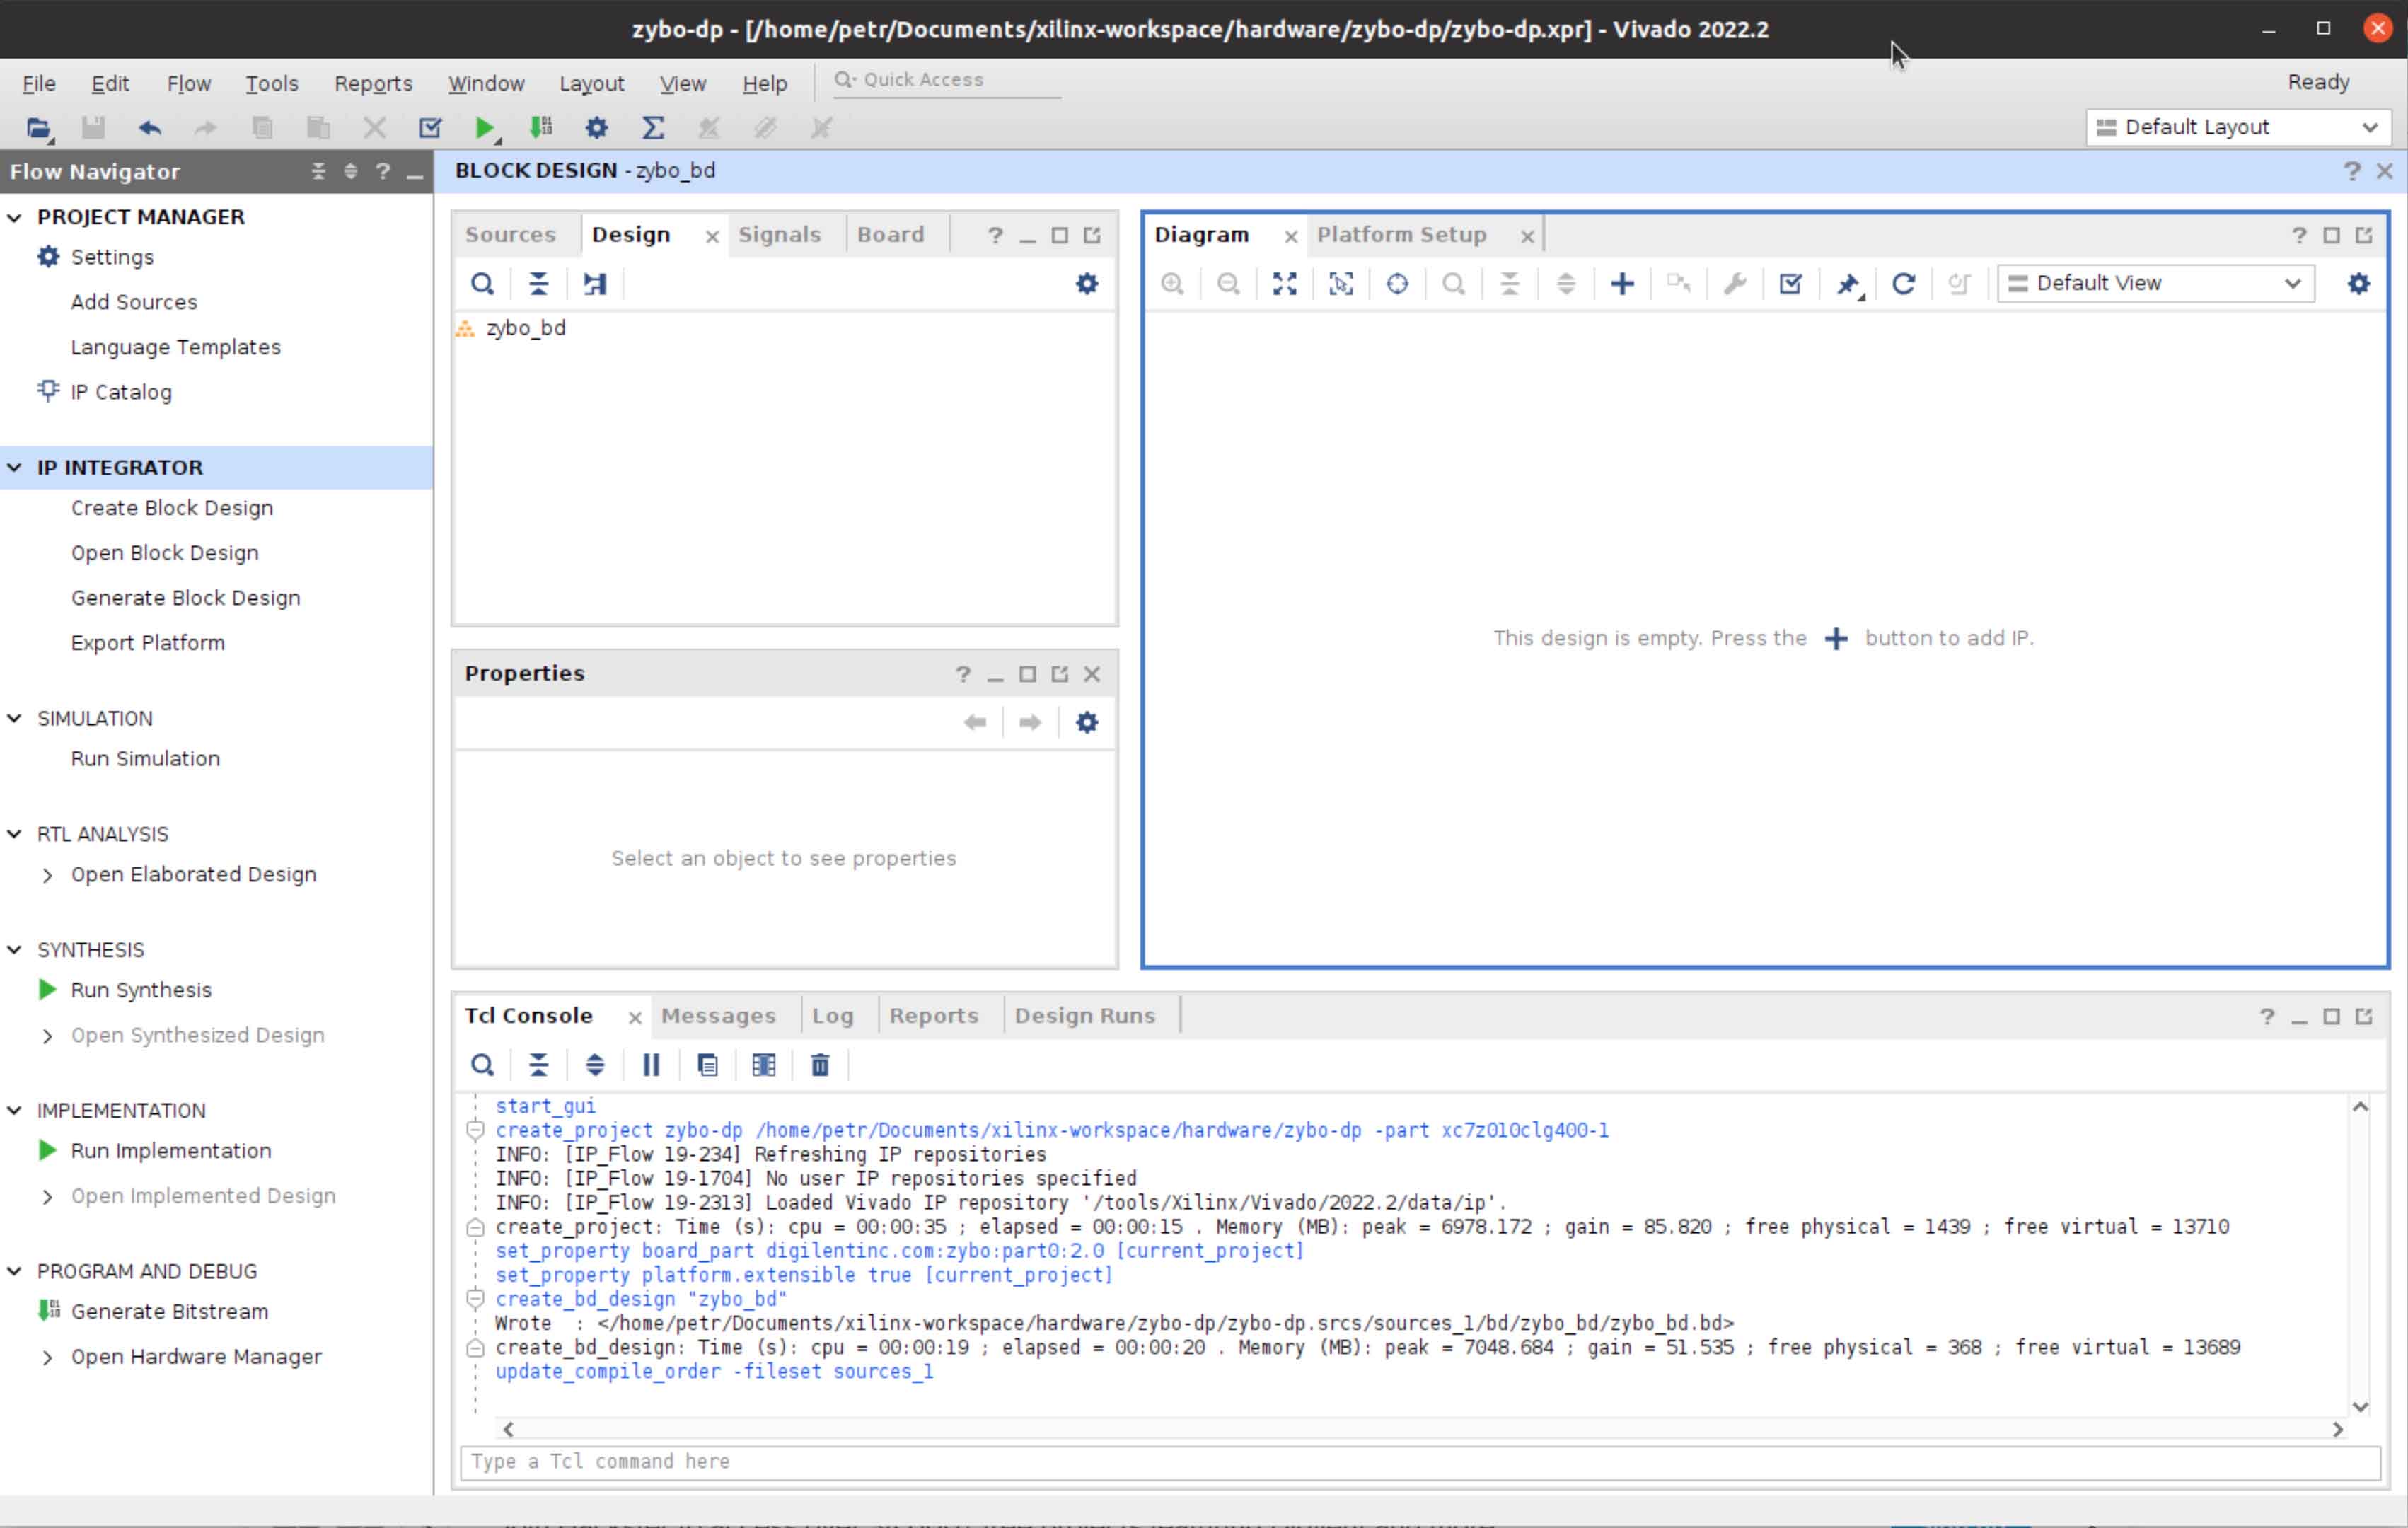 zybo-dp - [/home/petr/Documents/xilinx-workspace/hardware/zybo-dp/zybo-dp.xpr] - Vivado 2022.2
File Edit Flow Tools Reports Window Layout View Help Quick Access Ready
Default Layout
Flow Navigator
PROJECT MANAGER
Settings
Add Sources
Language Templates
IP Catalog
IP INTEGRATOR
Create Block Design
Open Block Design
Generate Block Design
Export Platform
SIMULATION
Run Simulation
RTL ANALYSIS
Open Elaborated Design
SYNTHESIS
Run Synthesis
Open Synthesized Design
IMPLEMENTATION
Run Implementation
Open Implemented Design
PROGRAM AND DEBUG
Generate Bitstream
Open Hardware Manager
BLOCK DESIGN - zybo_bd
Sources Design Signals Board
zybo_bd
Properties
Select an object to see properties
Diagram Platform Setup
Default View
This design is empty. Press the button to add IP.
Tcl Console Messages Log Reports Design Runs
start_gui
create_project zybo-dp /home/petr/Documents/xilinx-workspace/hardware/zybo-dp -part xc7z010clg400-1
INFO: [IP_Flow 19-234] Refreshing IP repositories
INFO: [IP_Flow 19-1704] No user IP repositories specified
INFO: [IP_Flow 19-2313] Loaded Vivado IP repository '/tools/Xilinx/Vivado/2022.2/data/ip'.
create_project: Time (s): cpu = 00:00:35 ; elapsed = 00:00:15 . Memory (MB): peak = 6978.172 ; gain = 85.820 ; free physical = 1439 ; free virtual = 13710
set_property board_part digilentinc.com:zybo:part0:2.0 [current_project]
set_property platform.extensible true [current_project]
create_bd_design "zybo_bd"
Wrote : </home/petr/Documents/xilinx-workspace/hardware/zybo-dp/zybo-dp.srcs/sources_1/bd/zybo_bd/zybo_bd.bd>
create_bd_design: Time (s): cpu = 00:00:19 ; elapsed = 00:00:20 . Memory (MB): peak = 7048.684 ; gain = 51.535 ; free physical = 368 ; free virtual = 13689
update_compile_order -fileset sources_1
Type a Tcl command here